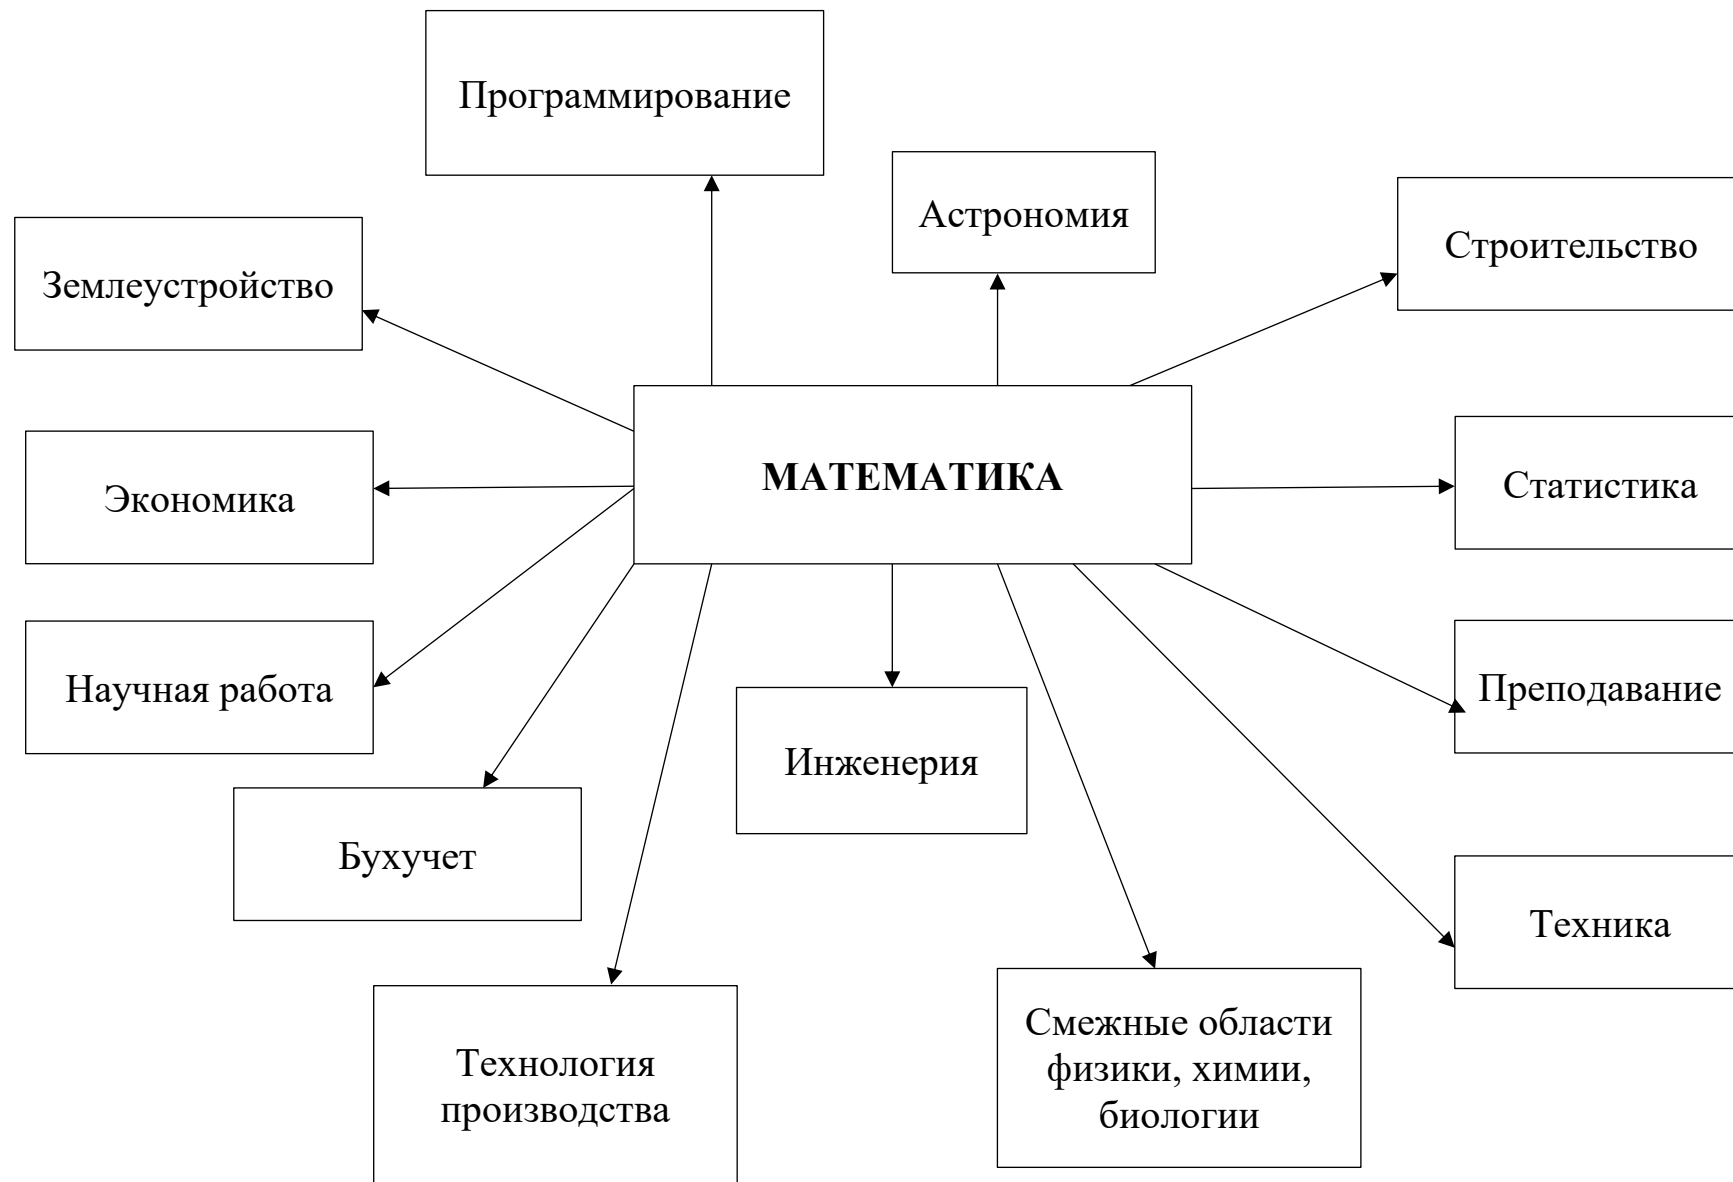 Программирование
Астрономия
Строительство
Землеустройство
МАТЕМАТИКА
Экономика
Статистика
Научная работа
Преподавание
Инженерия
Бухучет
Техника
Технология
производства
Смежные области
физики, химии,
биологии